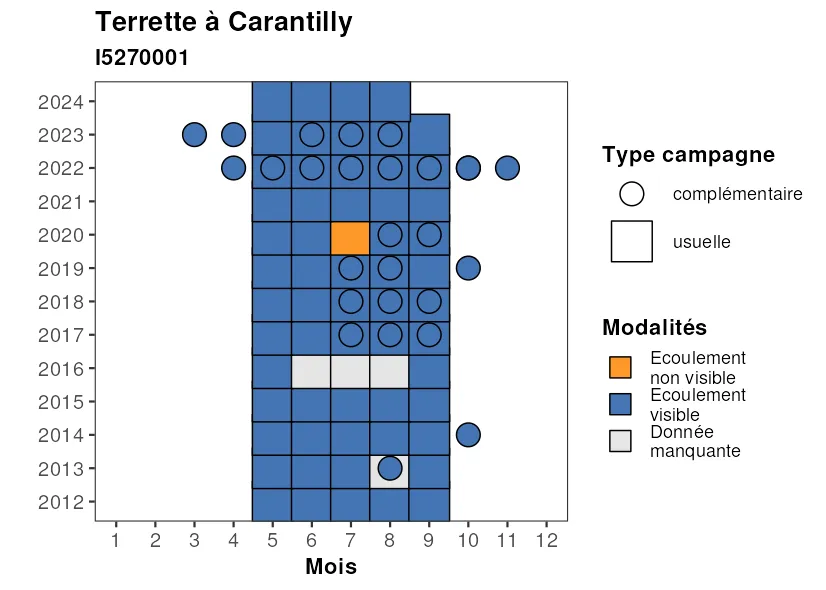 Terrette à Carantilly
I5270001
2024
2023
2022
2021
2020
2019
2018
2017
2016
2015
2014
2013
2012
1 2 3 4 5 6 7 8 9 10 11 12
Mois
Type campagne
complémentaire
usuelle
Modalités
Ecoulement
non visible
Ecoulement
visible
Donnée
manquante